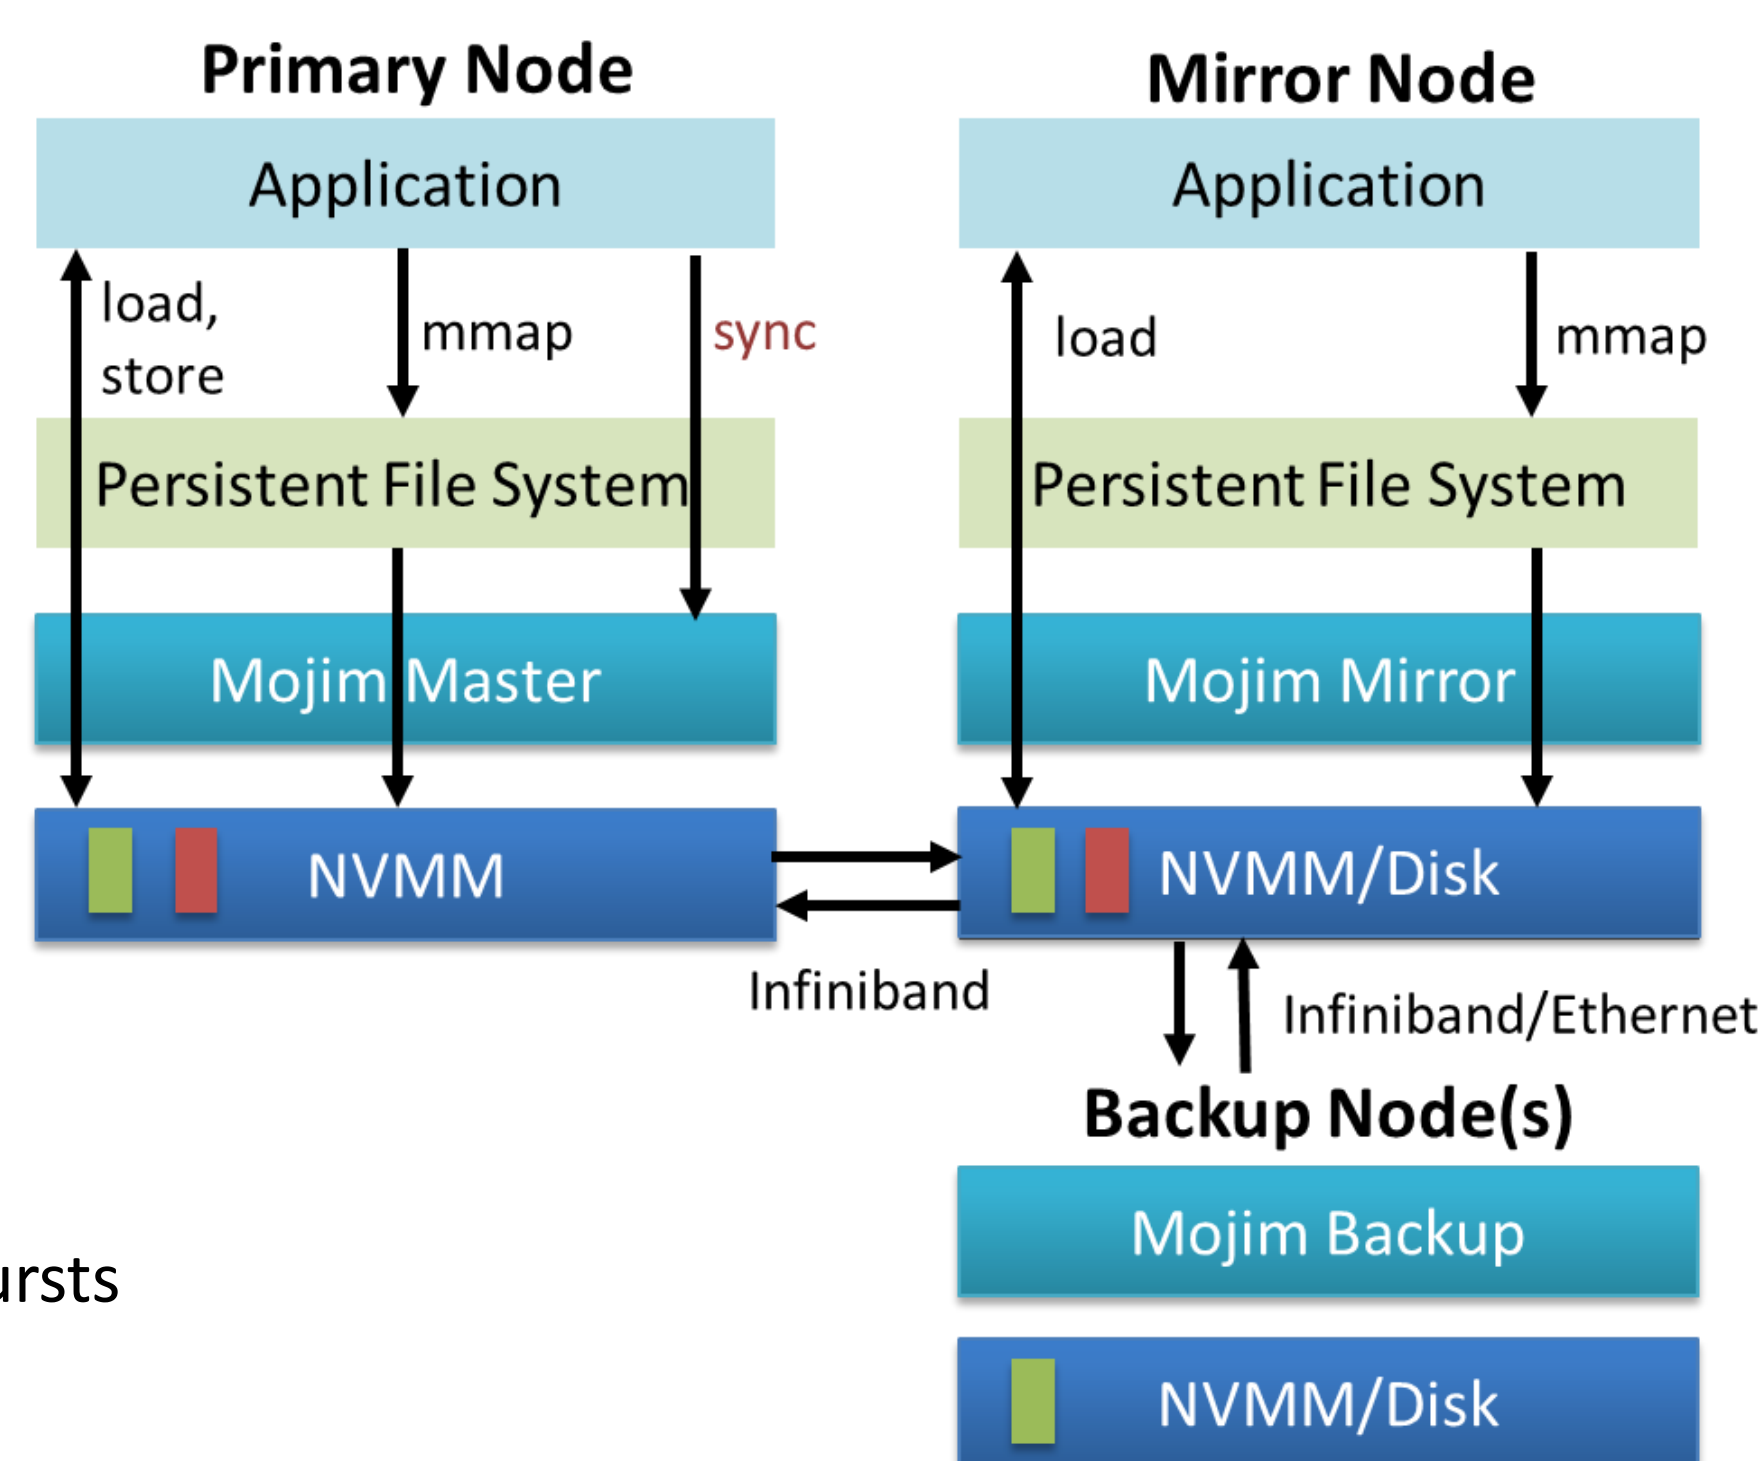 Primary Node
Application
load,
store
mmap
sync
Persistent File System
Mojim Master
NVMM
Infiniband
Mirror Node
Application
load
mmap
Persistent File System
Mojim Mirror
NVMM/Disk
Infiniband/Ethernet
Backup Node(s)
Mojim Backup
NVMM/Disk